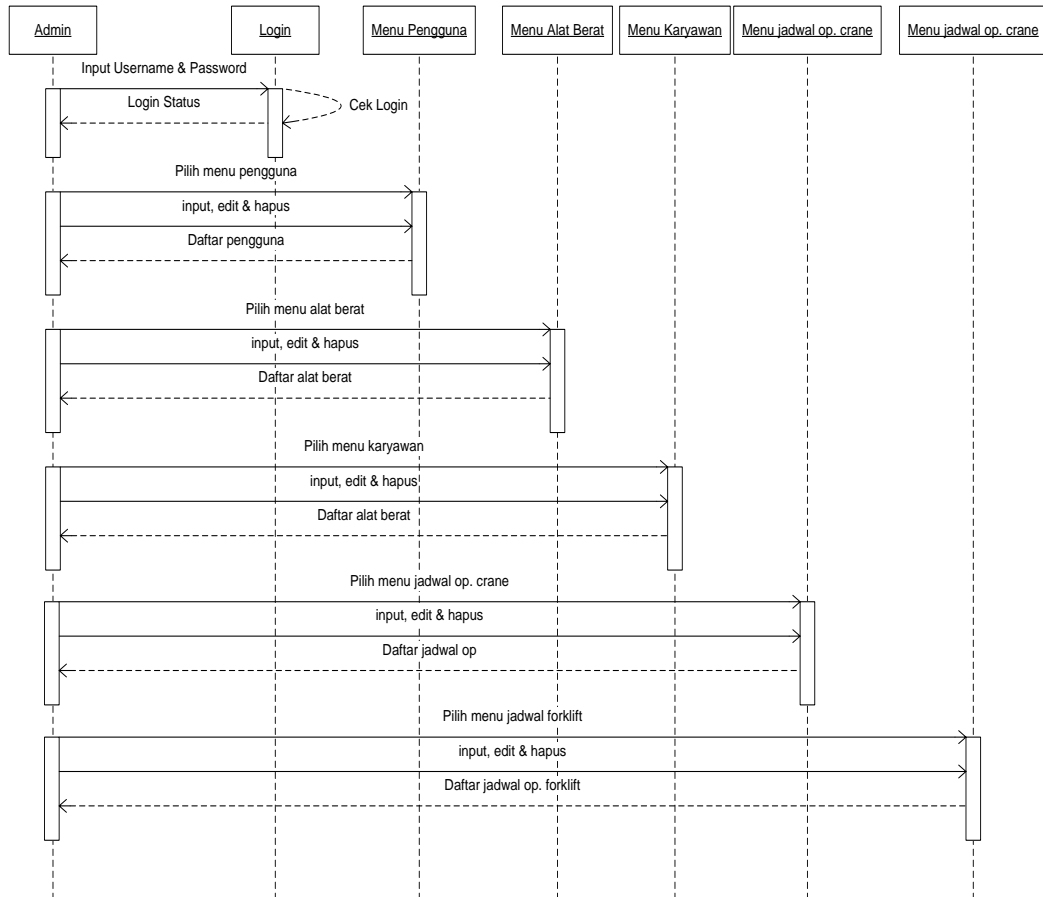 Admin
Login
Menu Pengguna
Menu Alat Berat
Menu Karyawan
Menu jadwal op. crane
Menu jadwal op. crane
Input Username & Password
Login Status
Cek Login
Pilih menu pengguna
input, edit & hapus
Daftar pengguna
Pilih menu alat berat
input, edit & hapus
Daftar alat berat
Pilih menu karyawan
input, edit & hapus
Daftar alat berat
Pilih menu jadwal op. crane
input, edit & hapus
Daftar jadwal op
Pilih menu jadwal forklift
input, edit & hapus
Daftar jadwal op. forklift